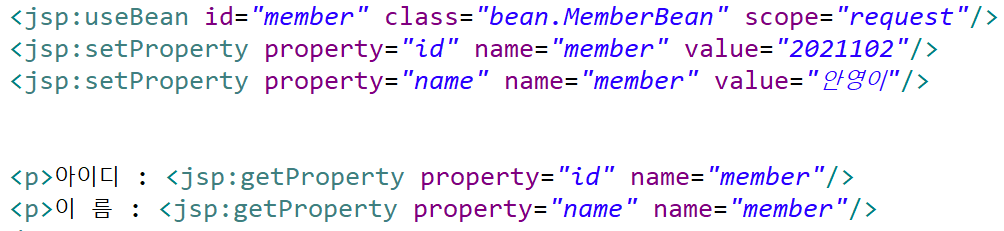 <jsp:useBean id="member" class="bean.MemberBean" scope="request"/>
<jsp:setProperty property="id" name="member" value="2021102"/>
<jsp:setProperty property="name" name="member" value="안영이"/>
<p>아이디 : <jsp:getProperty property="id" name="member"/>
<p>이 름 : <jsp:getProperty property="name" name="member"/>